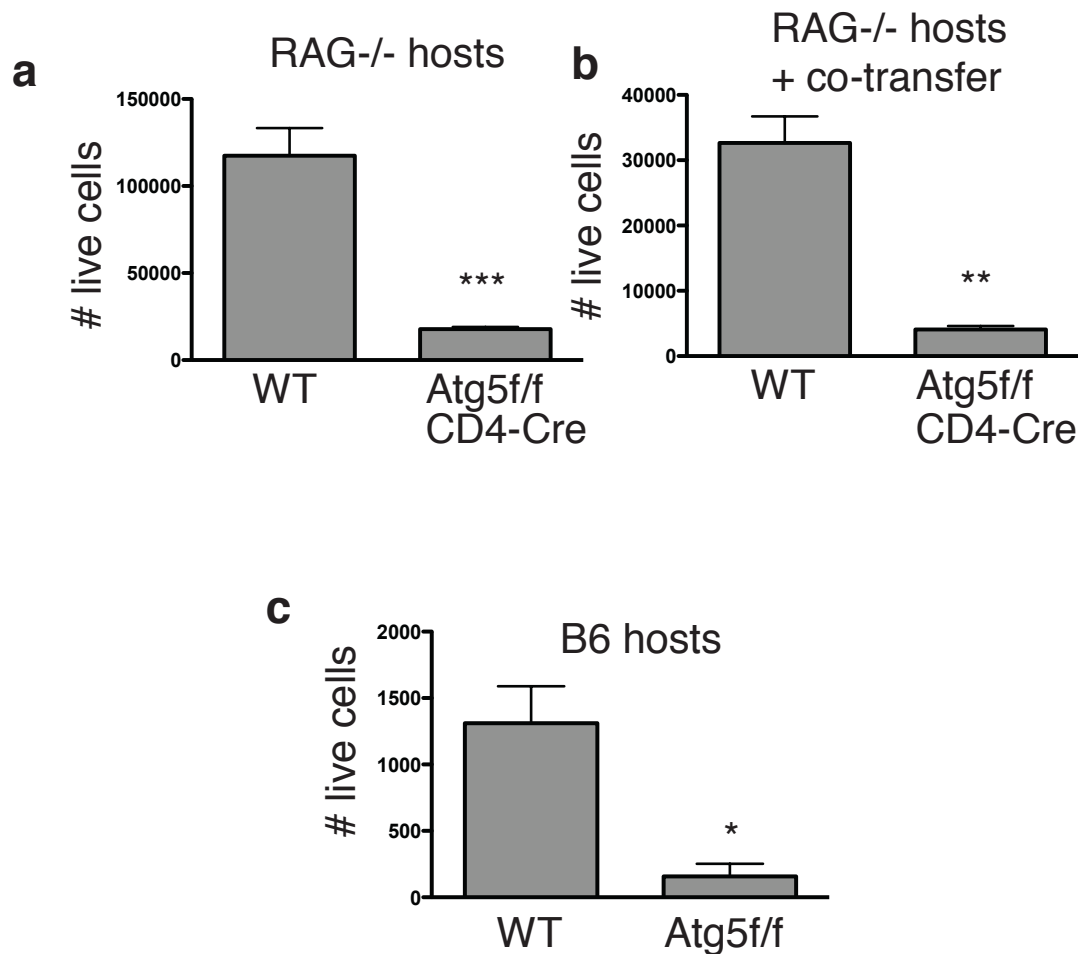 a
RAG-/- hosts
# live cells
150000
100000
50000
0
***
WT
Atg5f/f
CD4-Cre
b
RAG-/- hosts
+ co-transfer
# live cells
40000
30000
20000
10000
0
**
WT
Atg5f/f
CD4-Cre
c
B6 hosts
# live cells
2000
1500
1000
500
0
*
WT
Atg5f/f